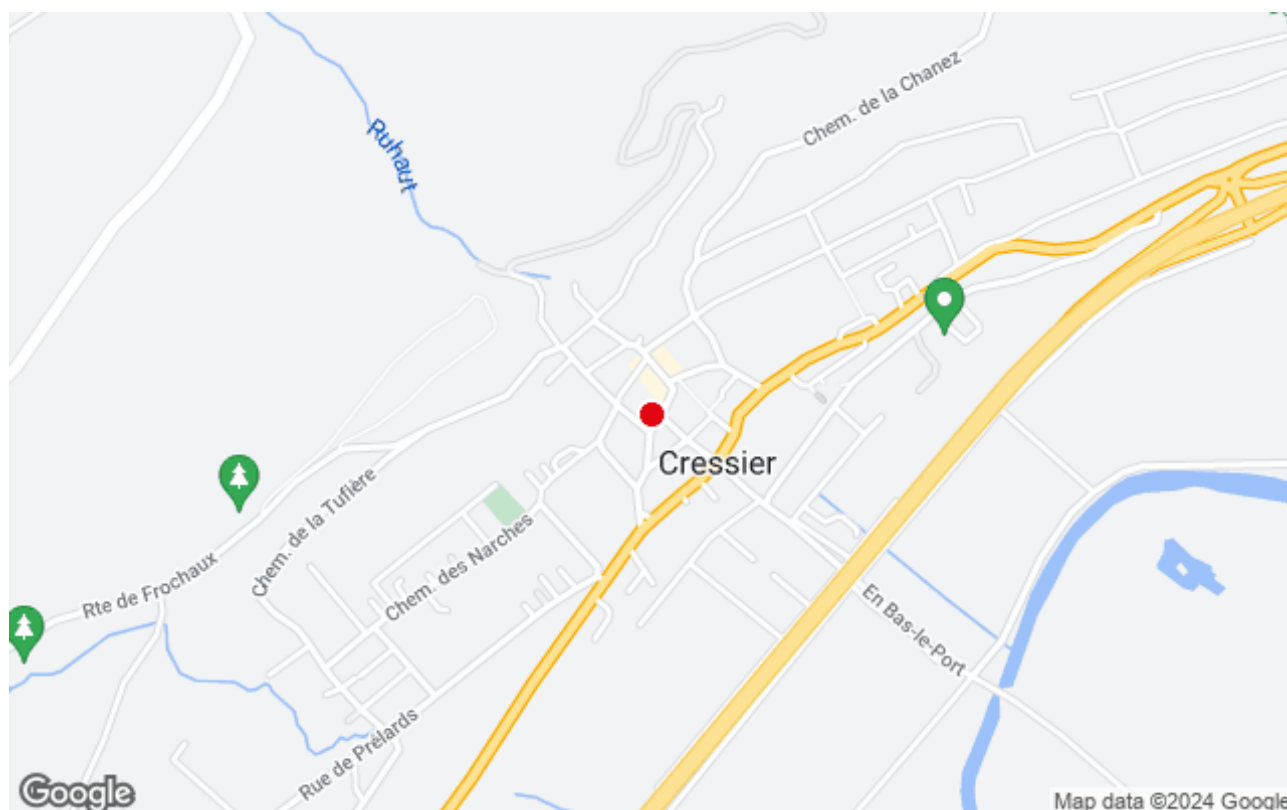 Chem. de la Chanez
Ruhaut
Cressier
Chem. de la Tufière
Chem. des Narches
Rte de Frochaux
En Bas-le-Port
Rue de Prélards
Google
Map data ©2024 Google